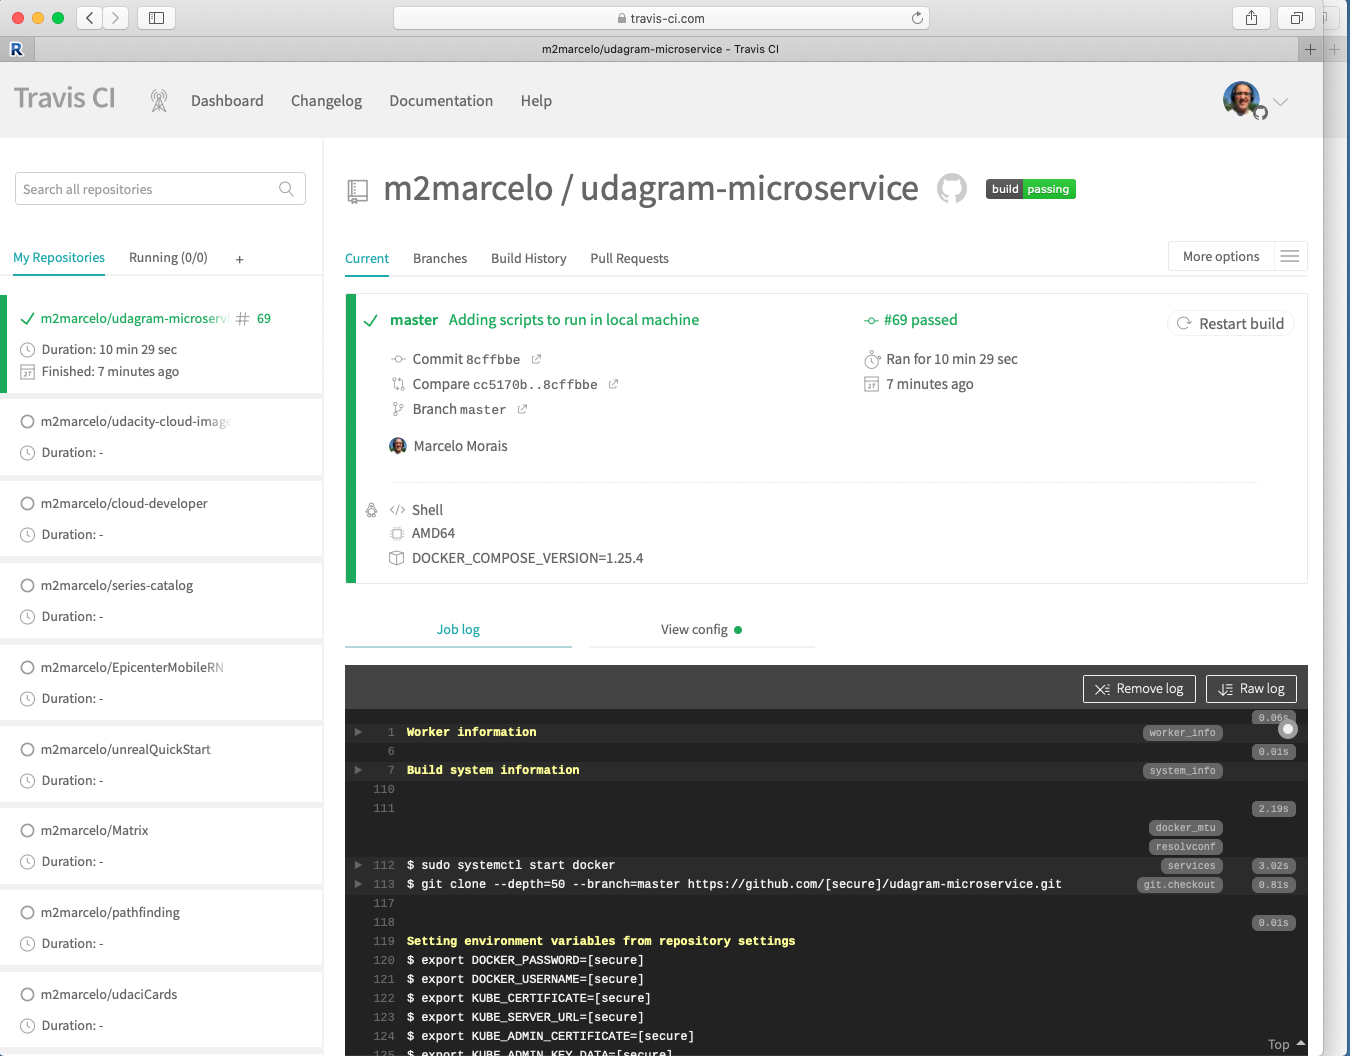 travis-ci.com
R
m2marcelo/udagram-microservice - Travis CI
Travis CI
Dashboard
Changelog
Documentation
Help
Search all repositories
My Repositories
Running (0/0)
+
m2marcelo/udagram-microserv
# 69
Duration: 10 min 29 sec
Finished: 7 minutes ago
m2marcelo/udacity-cloud-image
Duration: -
m2marcelo/cloud-developer
Duration: -
m2marcelo/series-catalog
Duration: -
m2marcelo/EpicenterMobileRN
Duration: -
m2marcelo/unrealQuickStart
Duration: -
m2marcelo/Matrix
Duration: -
m2marcelo/pathfinding
Duration: -
m2marcelo/udaciCards
Duration: -
m2marcelo / udagram-microservice
build passing
Current
Branches
Build History
Pull Requests
More options
master Adding scripts to run in local machine
#69 passed
Restart build
Commit 8cffbbe
Ran for 10 min 29 sec
Compare cc5170b..8cffbbe
7 minutes ago
Branch master
Marcelo Morais
Shell
AMD64
DOCKER_COMPOSE_VERSION=1.25.4
Job log
View config
Remove log
Raw log
0.06s
1 Worker information worker_info
6 0.01s
7 Build system information system_info
110
111 2.19s
docker_mtu
resolvconf
112 $ sudo systemctl start docker services 3.02s
113 $ git clone --depth=50 --branch=master https://github.com/[secure]/udagram-microservice.git git.checkout 0.81s
117
118 0.01s
119 Setting environment variables from repository settings
120 $ export DOCKER_PASSWORD=[secure]
121 $ export DOCKER_USERNAME=[secure]
122 $ export KUBE_CERTIFICATE=[secure]
123 $ export KUBE_SERVER_URL=[secure]
124 $ export KUBE_ADMIN_CERTIFICATE=[secure]
125 $ export KUBE_ADMIN_KEY_DATA=[secure]
Top